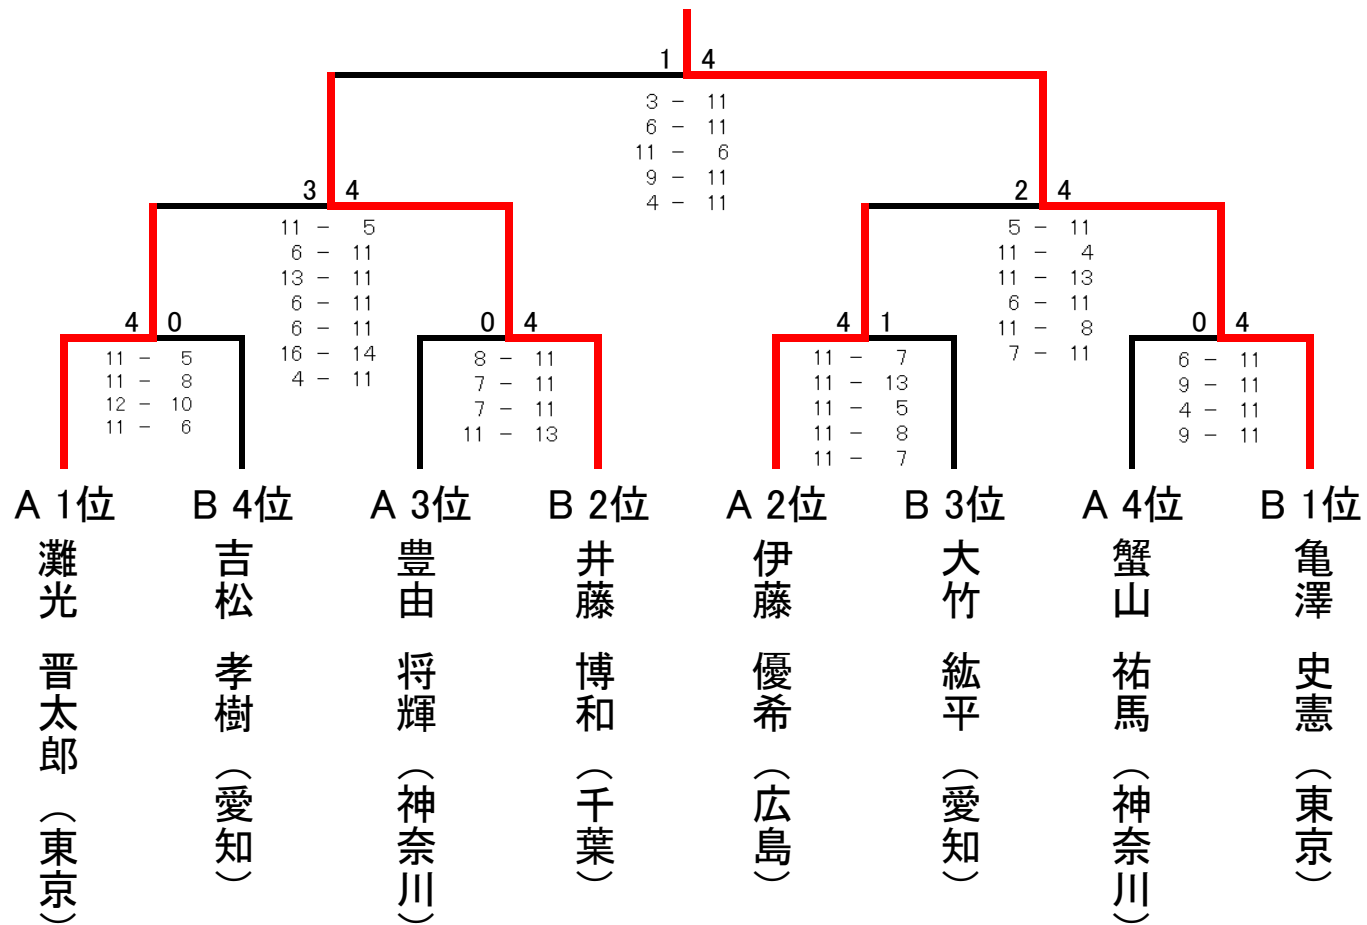 1 4
3 - 11
6 - 11
11 - 6
9 - 11
4 - 11
3 4
11 - 5
6 - 11
13 - 11
6 - 11
6 - 11
16 - 14
4 - 11
2 4
5 - 11
11 - 4
11 - 13
6 - 11
11 - 8
7 - 11
4 0
11 - 5
11 - 8
12 - 10
11 - 6
0 4
8 - 11
7 - 11
7 - 11
11 - 13
4 1
11 - 7
11 - 13
11 - 5
11 - 8
11 - 7
0 4
6 - 11
9 - 11
4 - 11
9 - 11
A 1位
灘光 晋太郎（東京）
B 4位
吉松 孝樹（愛知）
A 3位
豊由 将輝（神奈川）
B 2位
井藤 博和（千葉）
A 2位
伊藤 優希（広島）
B 3位
大竹 紘平（愛知）
A 4位
蟹山 祐馬（神奈川）
B 1位
亀澤 史憲（東京）